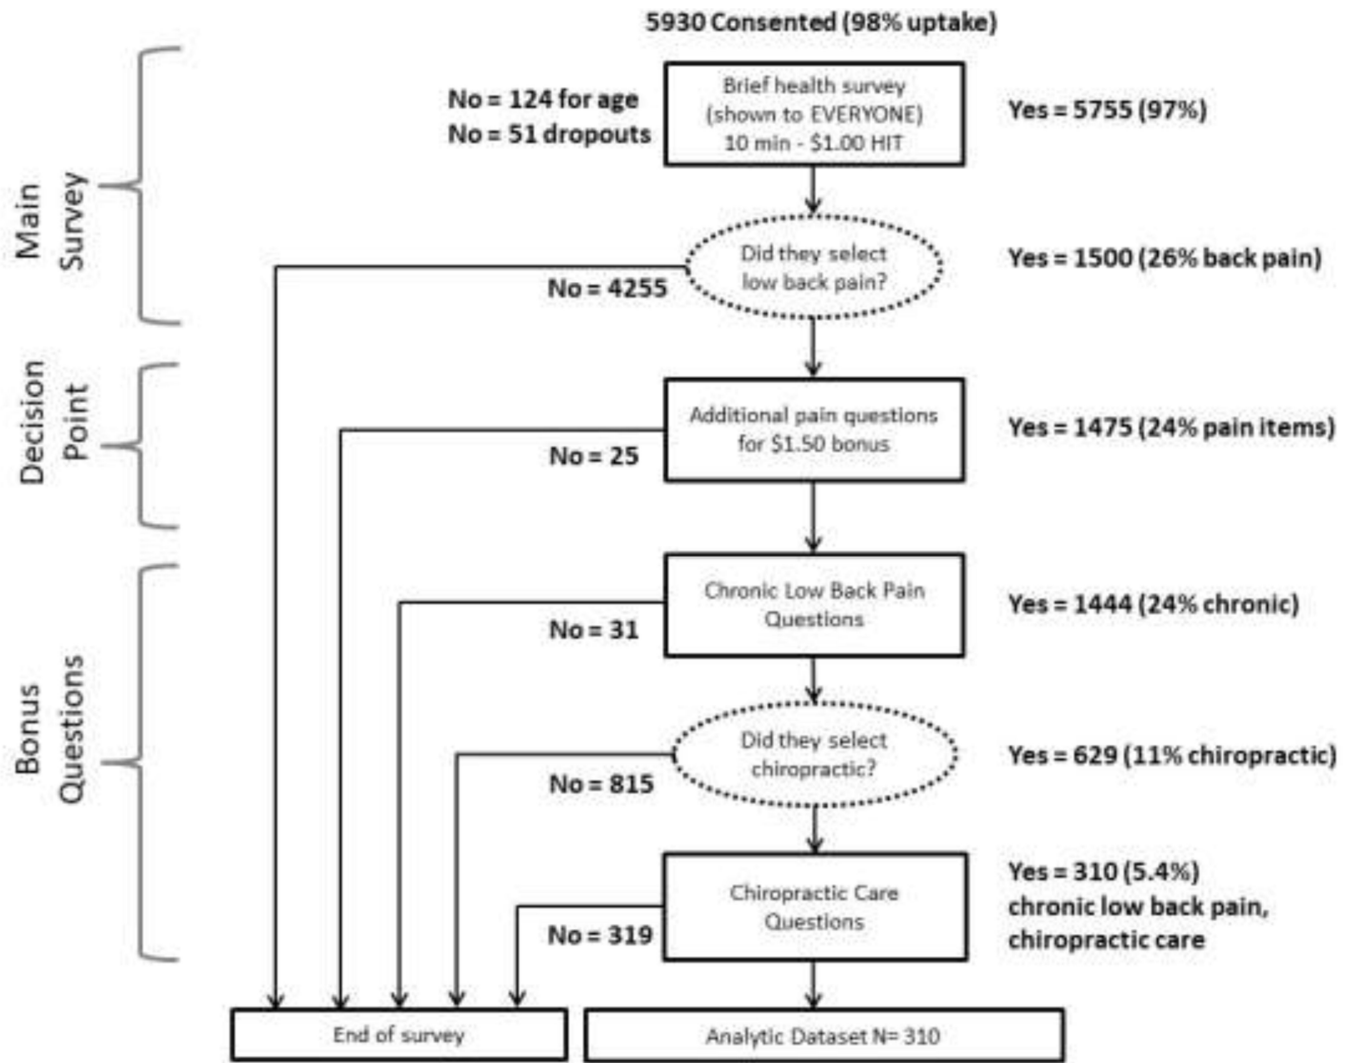 5930 Consented (98% uptake)
Main
Survey
No = 124 for age
No = 51 dropouts
Brief health survey
(shown to EVERYONE)
10 min - $1.00 HIT
Yes = 5755 (97%)
Did they select
low back pain?
No = 4255
Yes = 1500 (26% back pain)
Decision
Point
Additional pain questions
for $1.50 bonus
No = 25
Yes = 1475 (24% pain items)
Bonus
Questions
Chronic Low Back Pain
Questions
No = 31
Yes = 1444 (24% chronic)
Did they select
chiropractic?
No = 815
Yes = 629 (11% chiropractic)
Chiropractic Care
Questions
No = 319
Yes = 310 (5.4%)
chronic low back pain,
chiropractic care
End of survey
Analytic Dataset N= 310